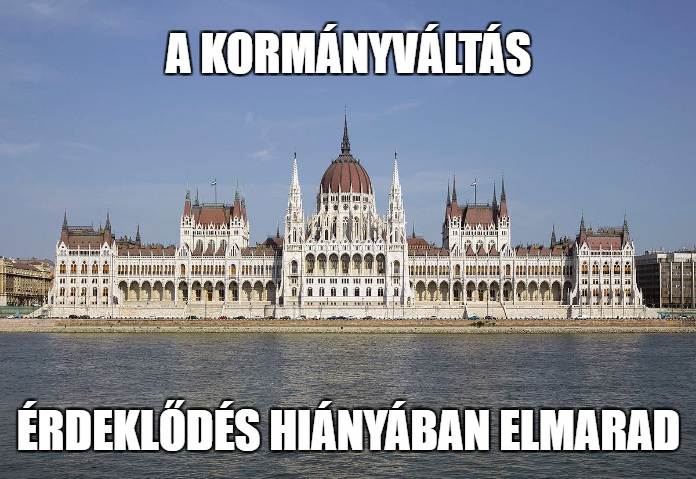 A KORMÁNYVÁLTÁS
ÉRDEKLŐDÉS HIÁNYÁBAN ELMARAD